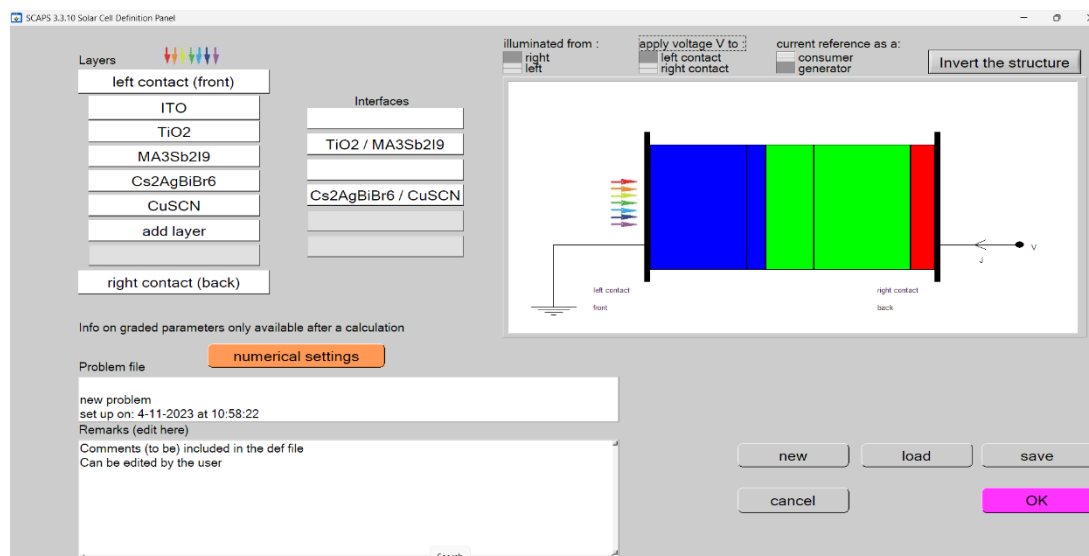 SCAPS 3.3.10 Solar Cell Definition Panel
Layers
left contact (front)
ITO
TiO2
MA3Sb2I9
Cs2AgBiBr6
CuSCN
add layer
right contact (back)
Interfaces
TiO2 / MA3Sb2I9
Cs2AgBiBr6 / CuSCN
illuminated from :
right
left
apply voltage V to :
left contact
right contact
current reference as a:
consumer
generator
Invert the structure
left contact
front
right contact
back
J
V
Info on graded parameters only available after a calculation
numerical settings
Problem file
new problem
set up on: 4-11-2023 at 10:58:22
Remarks (edit here)
Comments (to be) included in the def file
Can be edited by the user
new
load
save
cancel
OK